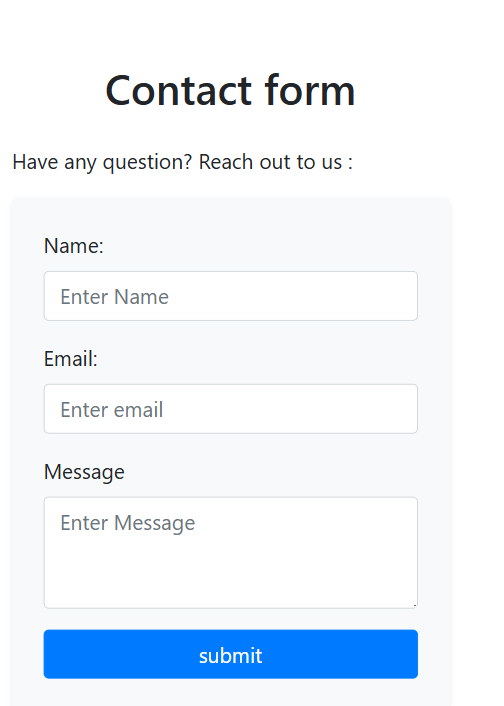 Contact form
Have any question? Reach out to us :
Name:
Enter Name
Email:
Enter email
Message
Enter Message
submit